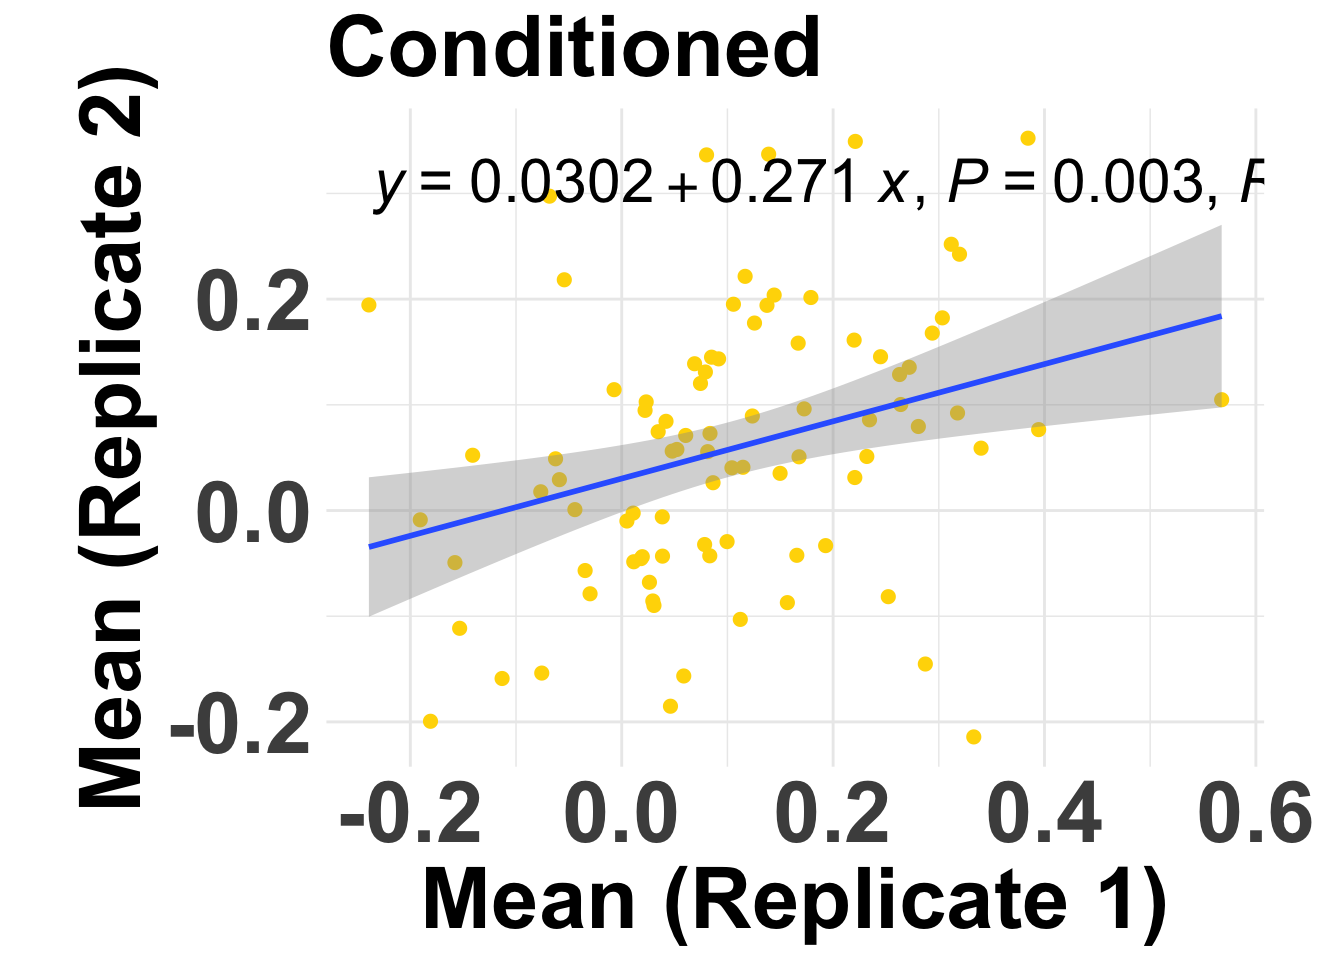 Conditioned
y = 0.0302 + 0.271 x, P = 0.003, R
Mean (Replicate 2)
0.2
0.0
-0.2
-0.2 0.0 0.2 0.4 0.6
Mean (Replicate 1)